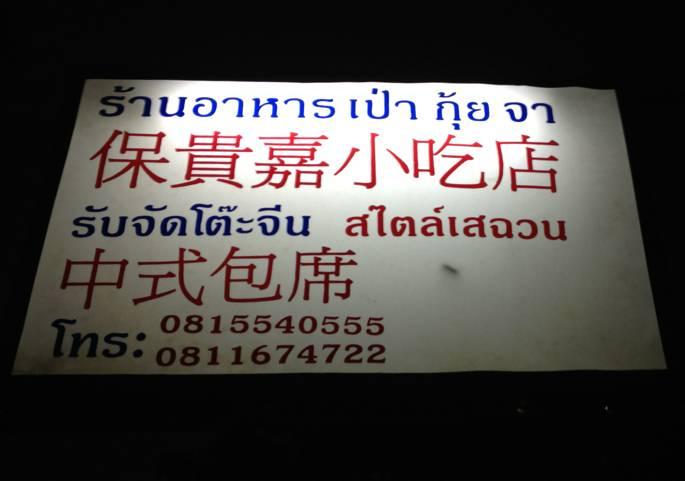 ร้านอาหาร เป่า กุ้ย จา
保貴嘉小吃店
รับจัดโต๊ะจีน สไตล์เสฉวน
中式包席
โทร: 0815540555
0811674722